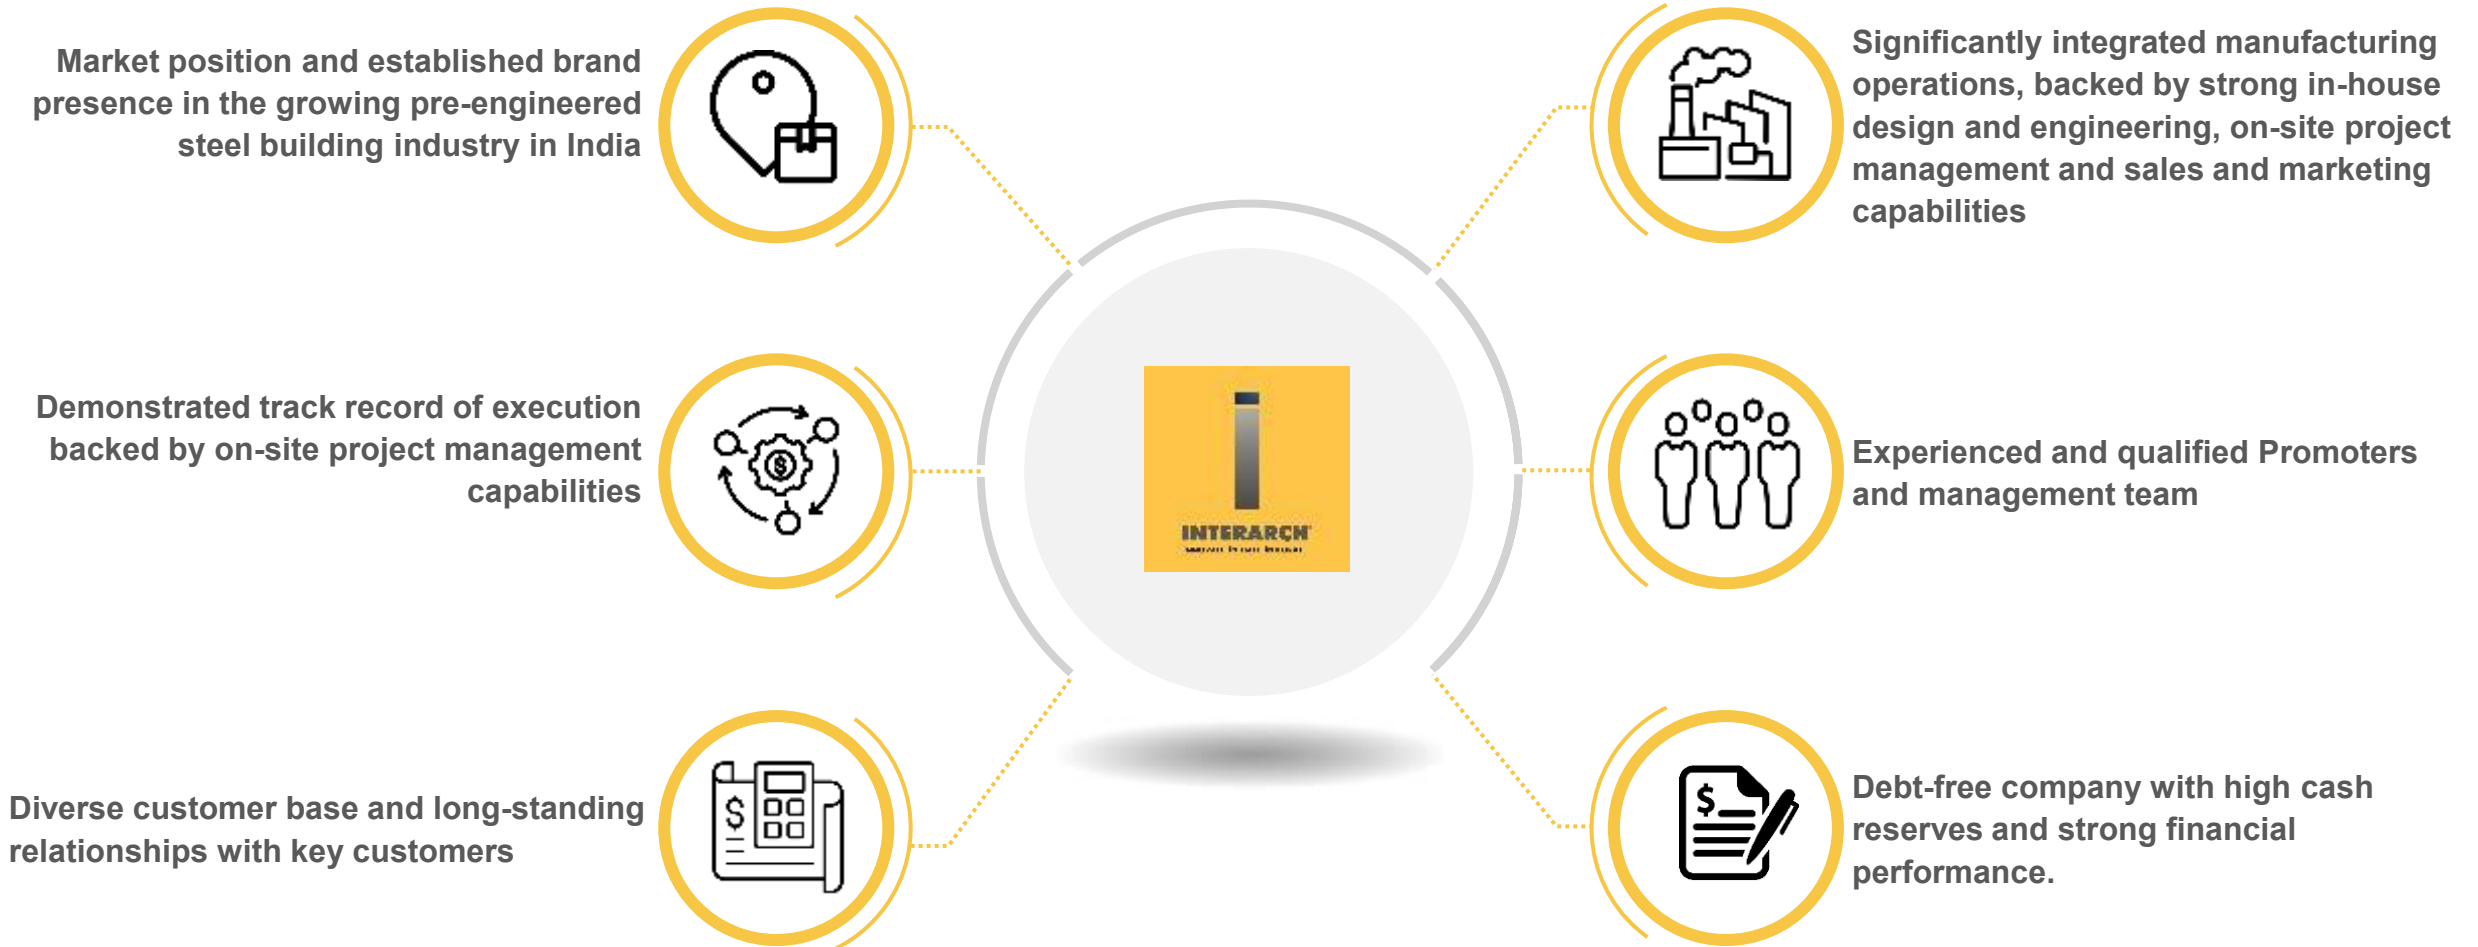 Market position and established brand
presence in the growing pre-engineered
steel building industry in India
Demonstrated track record of execution
backed by on-site project management
capabilities
Diverse customer base and long-standing
relationships with key customers
INTERARCH
Significantly integrated manufacturing
operations, backed by strong in-house
design and engineering, on-site project
management and sales and marketing
capabilities
Experienced and qualified Promoters
and management team
Debt-free company with high cash
reserves and strong financial
performance.